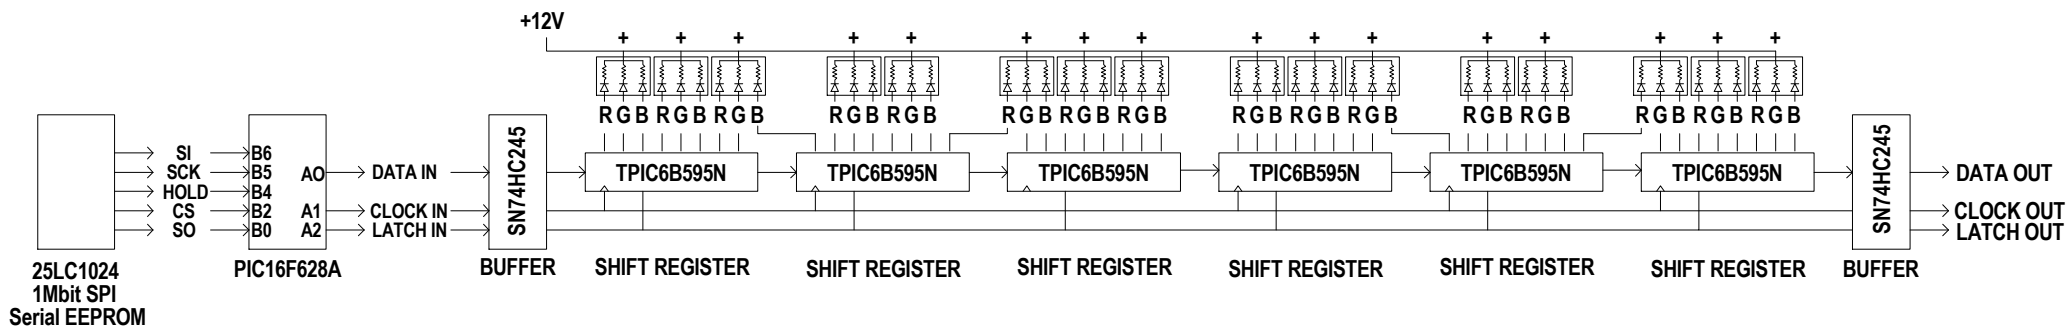 +12V
+ + + + + + + + + + + + + + + +
R G B R G B R G B R G B R G B R G B
SI
SCK
HOLD
CS
SO
B6
B5
B4
B2
B0
AO
A1
A2
DATA IN
CLOCK IN
LATCH IN
SN74HC245
TPIC6B595N TPIC6B595N TPIC6B595N TPIC6B595N TPIC6B595N TPIC6B595N
SN74HC245
DATA OUT
CLOCK OUT
LATCH OUT
25LC1024
1Mbit SPI
Serial EEPROM
PIC16F628A
BUFFER
SHIFT REGISTER SHIFT REGISTER SHIFT REGISTER SHIFT REGISTER SHIFT REGISTER SHIFT REGISTER
BUFFER